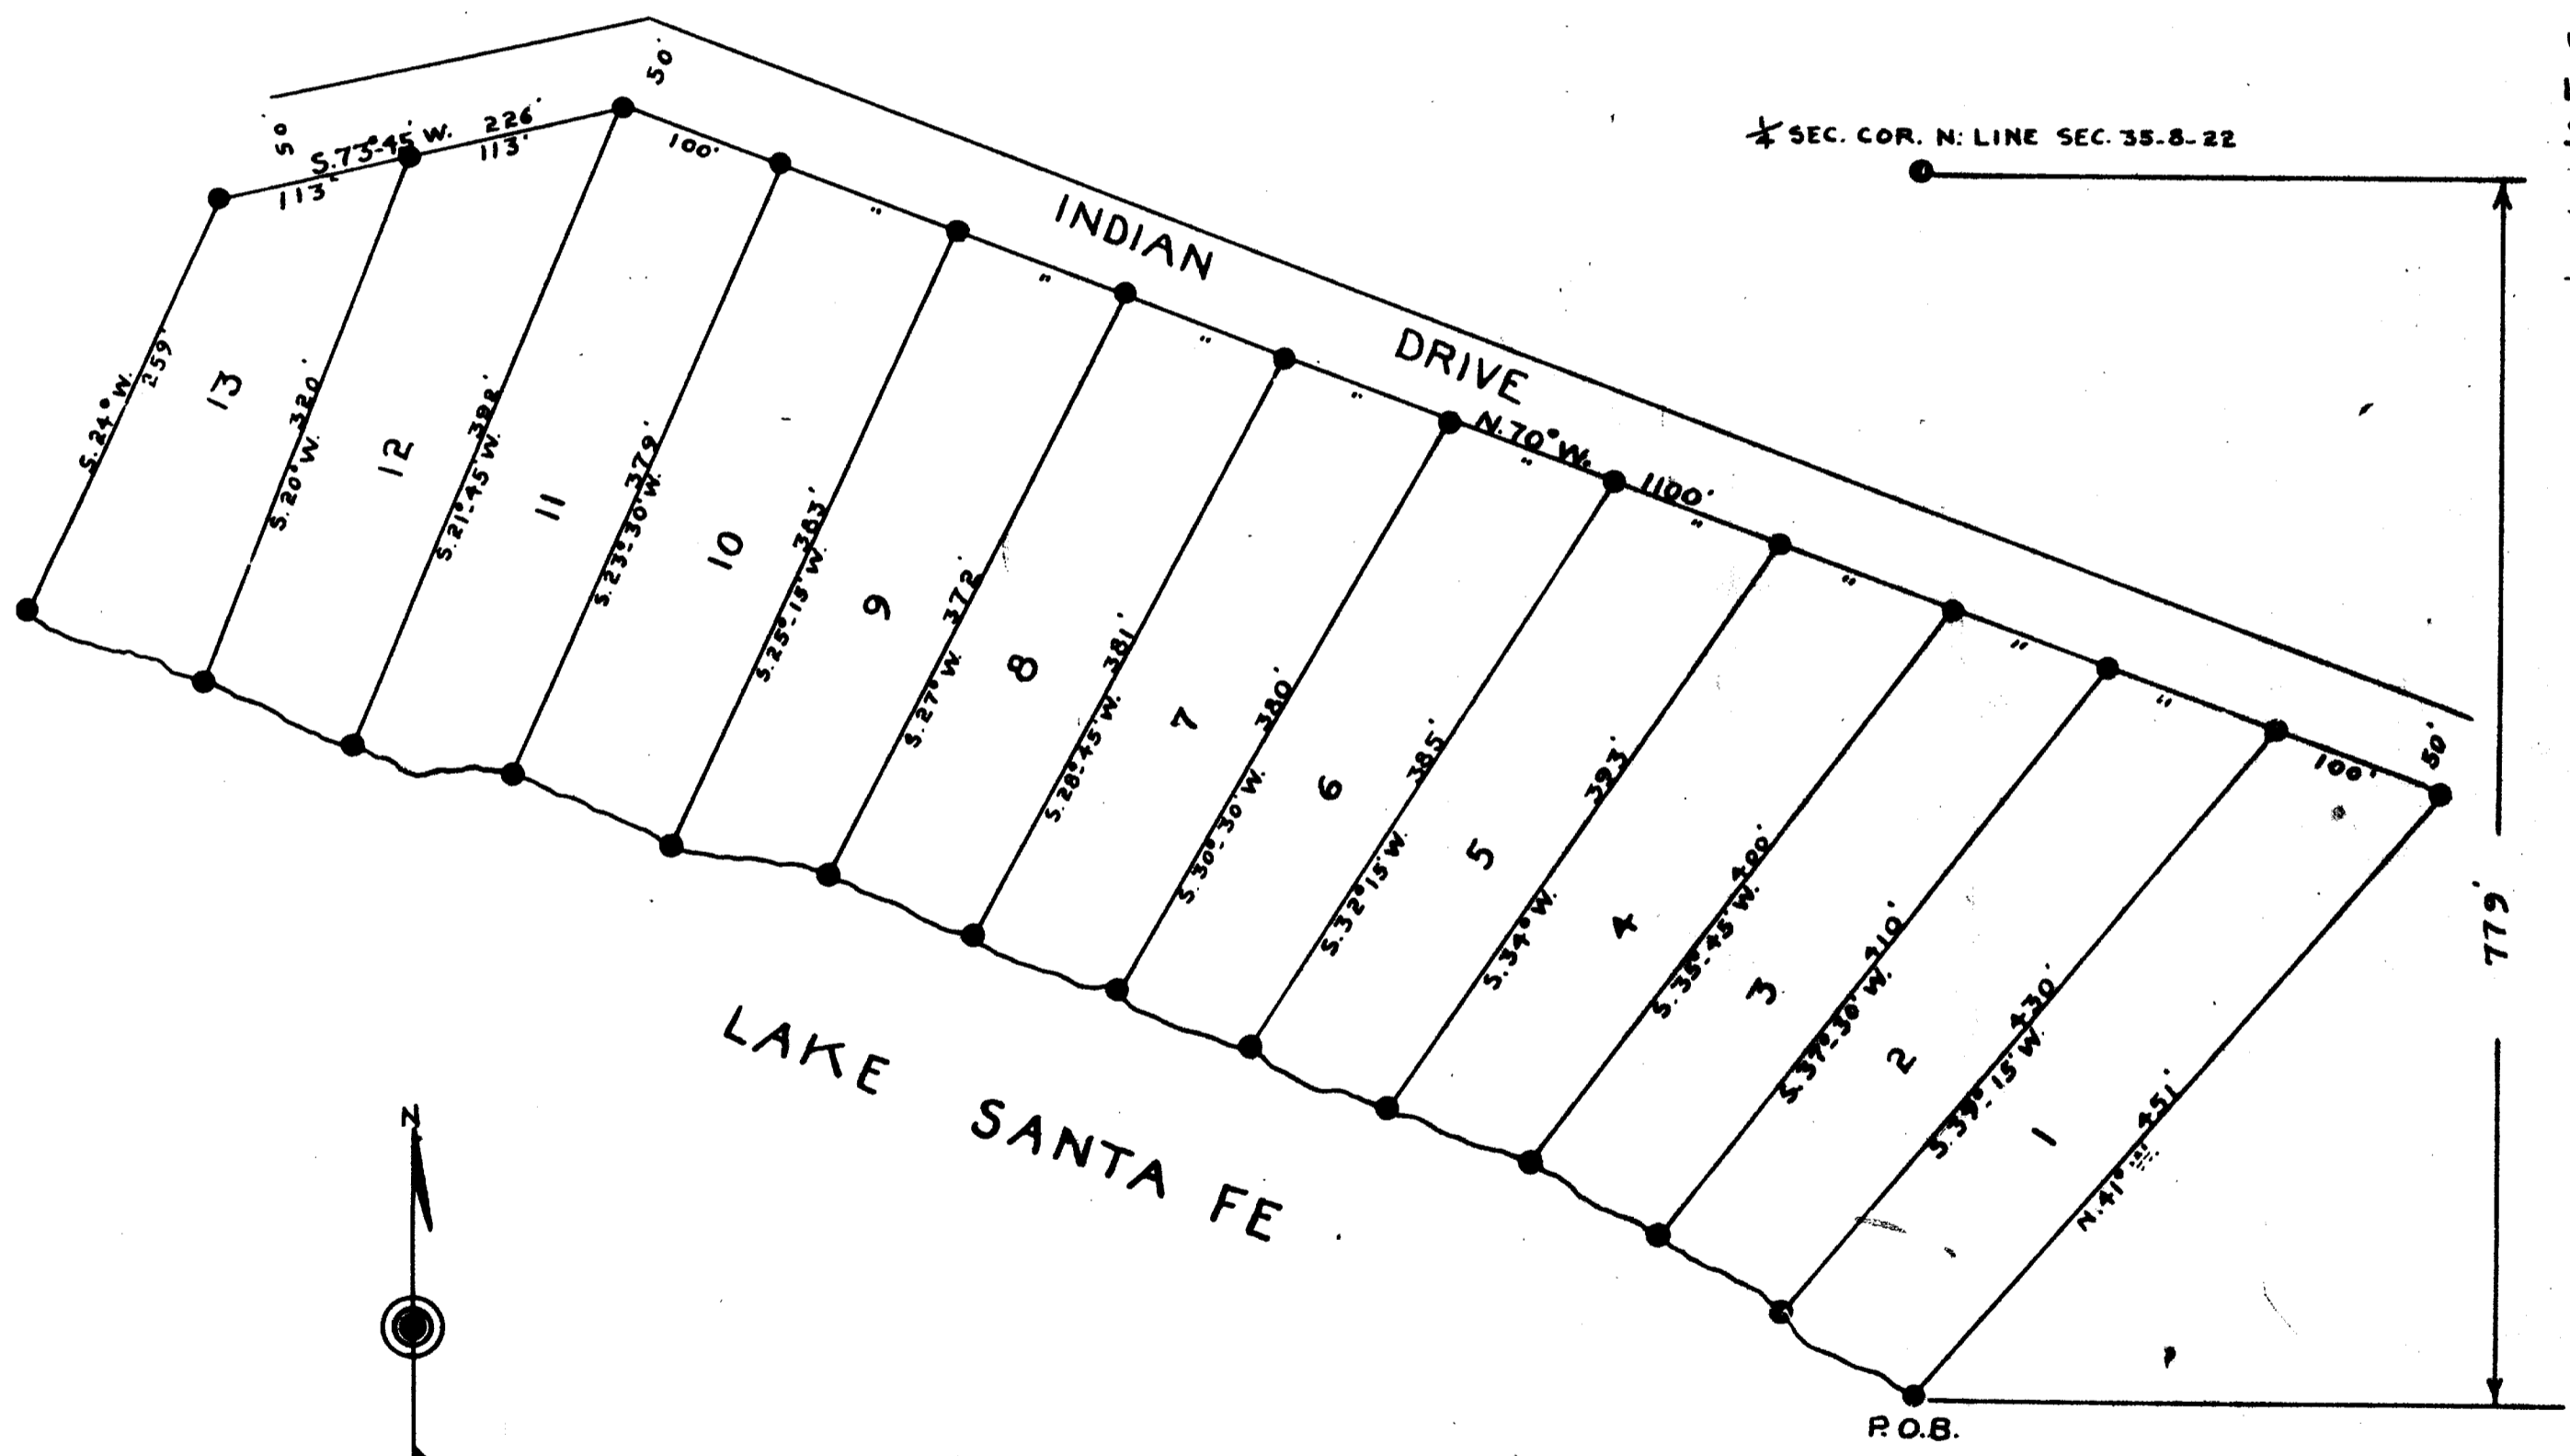 50'
50'
S.73°-45' W. 226'
113' 113'
100'
"
"
"
"
"
"
"
"
"
100'
50'
INDIAN
DRIVE
N.70° W. 1100'
1/4 SEC. COR. N: LINE SEC. 35-8-22
779'
S.24° W. 259'
13
S.20° W. 320'
12
S.21°-45' W. 392'
11
S.23°-30' W. 379'
10
S.25°-15' W. 383'
9
S.27° W. 372'
8
S.28°-45' W. 381'
7
S.30°-30' W. 380'
6
S.32°15' W. 385'
5
S.34° W. 393'
4
S.35°-45' W. 400'
3
S.37°-30' W. 410'
2
S.39°-15' W. 430'
1
N.41° 451'
LAKE
SANTA FE
N
P.O.B.